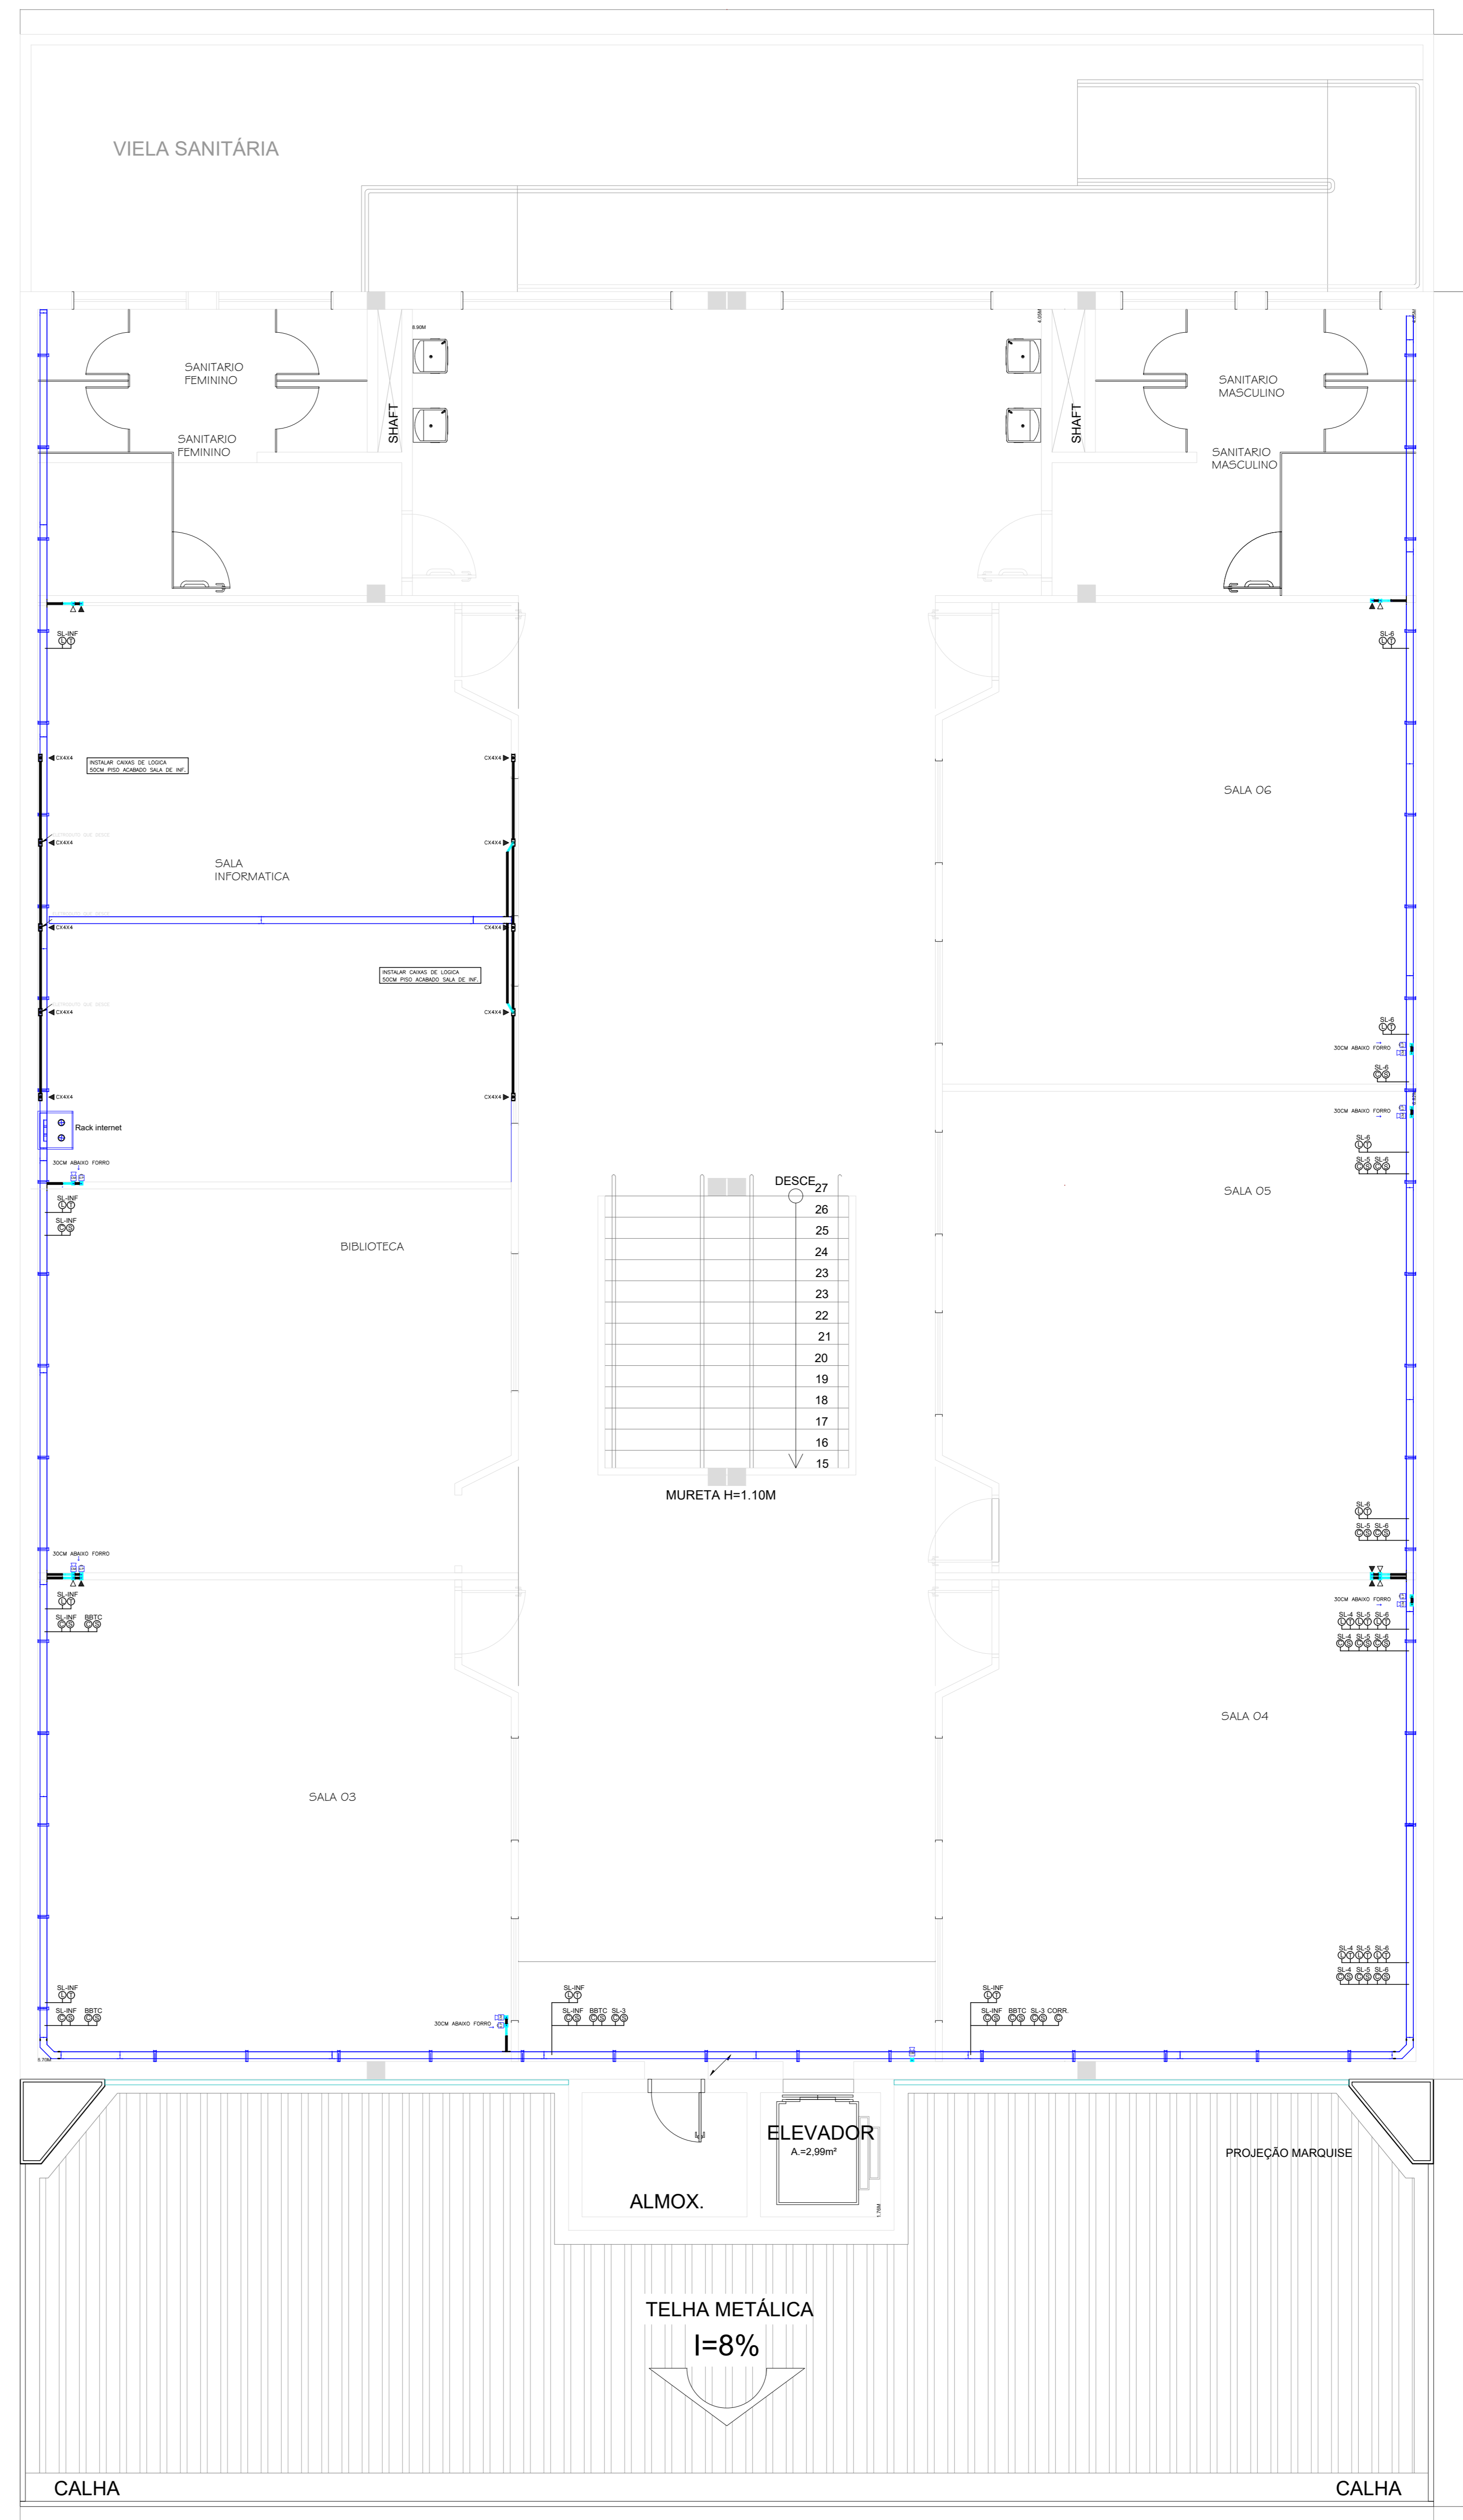 VIELA SANITÁRIA
8.90M
4.05M
4.05M
SANITARIO
FEMININO
SANITARIO
MASCULINO
SHAFT
SHAFT
SANITARIO
FEMININO
SANITARIO
MASCULINO
SL-INF
L T
SL-6
L T
CX4X4
INSTALAR CAIXAS DE LOGICA
50CM PISO ACABADO SALA DE INF.
CX4X4
SALA 06
CX4X4
CX4X4
SALA
INFORMATICA
CX4X4
CX4X4
INSTALAR CAIXAS DE LOGICA
50CM PISO ACABADO SALA DE INF.
CX4X4
CX4X4
SL-6
L T
30CM ABAIXO FORRO
SL-6
C S
CX4X4
CX4X4
30CM ABAIXO FORRO
Rack internet
SL-6
L T
30CM ABAIXO FORRO
SL-5 SL-6
C S C S
SL-INF
L T
SL-INF
C S
BIBLIOTECA
DESCE
27
26
25
24
23
23
22
21
20
19
18
17
16
15
MURETA H=1.10M
SALA 05
SL-6
L T
SL-5 SL-6
C S C S
30CM ABAIXO FORRO
SL-INF
L T
SL-INF BBTC
C S C S
30CM ABAIXO FORRO
SL-4 SL-5 SL-6
L T L T L T
SL-4 SL-5 SL-6
C S C S C S
SALA 04
SALA 03
SL-4 SL-5 SL-6
L T L T L T
SL-4 SL-5 SL-6
C S C S C S
SL-INF
L T
SL-INF BBTC
C S C S
30CM ABAIXO FORRO
SL-INF
L T
SL-INF BBTC SL-3
C S C S C S
SL-INF
L T
SL-INF BBTC SL-3 CORR.
C S C S C S C
ELEVADOR
A.=2,99m²
PROJEÇÃO MARQUISE
ALMOX.
TELHA METÁLICA
I=8%
CALHA
CALHA